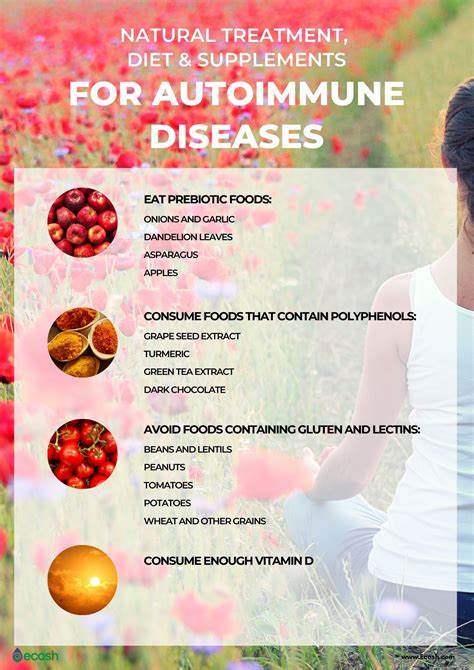 NATURAL TREATMENT,
DIET & SUPPLEMENTS
FOR AUTOIMMUNE
DISEASES
EAT PREBIOTIC FOODS:
ONIONS AND GARLIC
DANDELION LEAVES
ASPARAGUS
APPLES
CONSUME FOODS THAT CONTAIN POLYPHENOLS:
GRAPE SEED EXTRACT
TURMERIC
GREEN TEA EXTRACT
DARK CHOCOLATE
AVOID FOODS CONTAINING GLUTEN AND LECTINS:
BEANS AND LENTILS
PEANUTS
TOMATOES
POTATOES
WHEAT AND OTHER GRAINS
CONSUME ENOUGH VITAMIN D
ecosh
www.ecosh.com